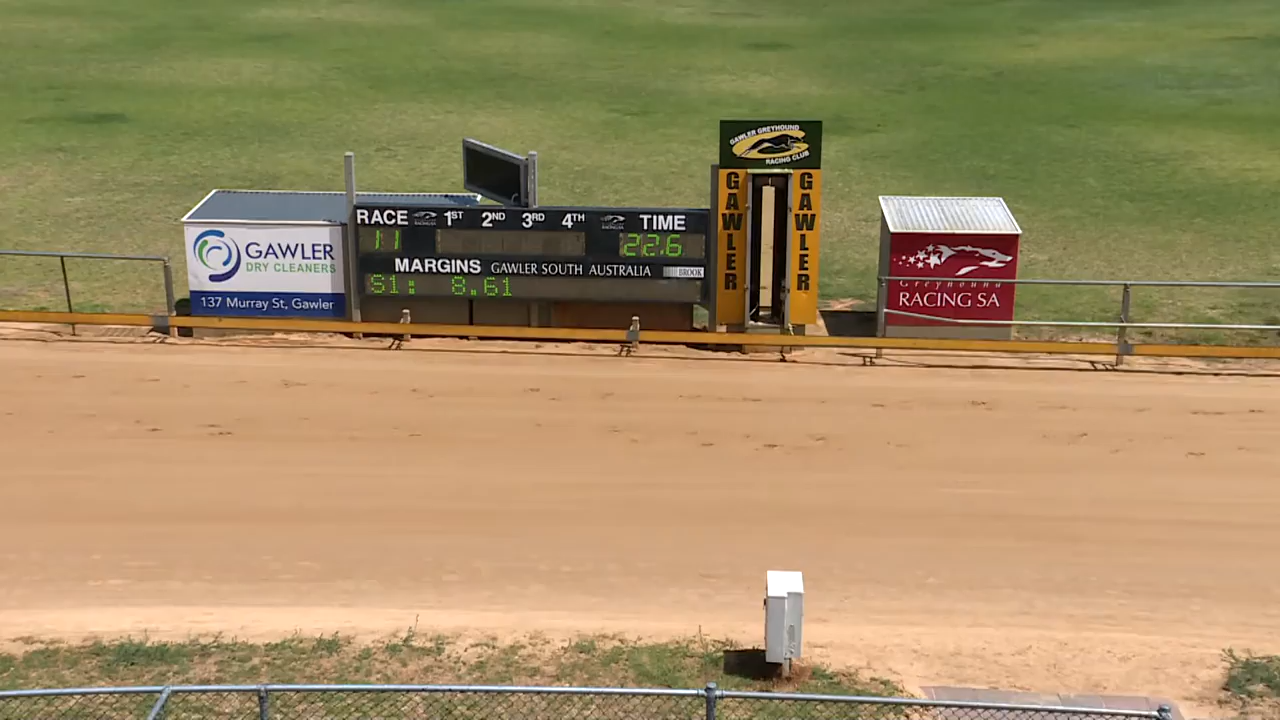 GAWLER GREYHOUND
RACING CLUB
GAWLER
GAWLER
RACE 1ST 2ND 3RD 4TH TIME
11 22.6
MARGINS GAWLER SOUTH AUSTRALIA BROOK
S1: 8.61
GAWLER
DRY CLEANERS
137 Murray St, Gawler
Greyhound
RACING SA